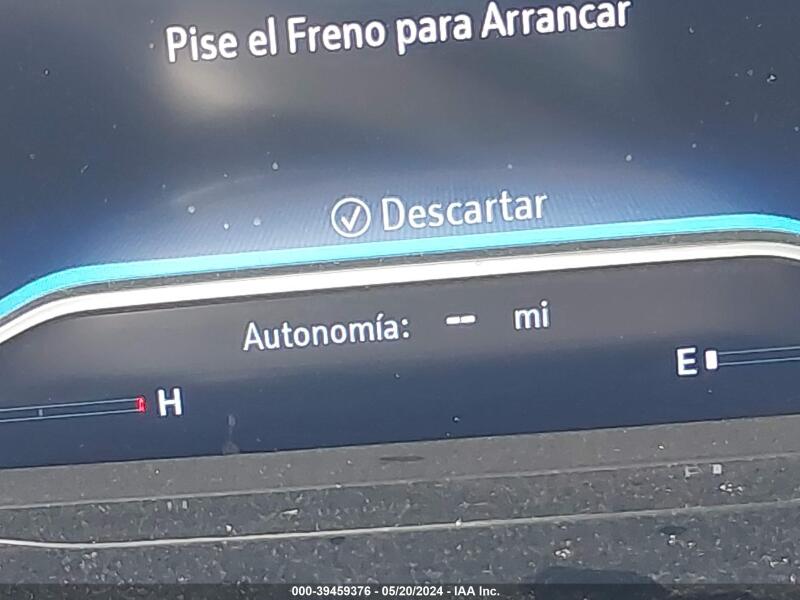 Pise el Freno para Arrancar
Descartar
Autonomía: -- mi
H
E
000-39459376 - 05/20/2024 - IAA Inc.